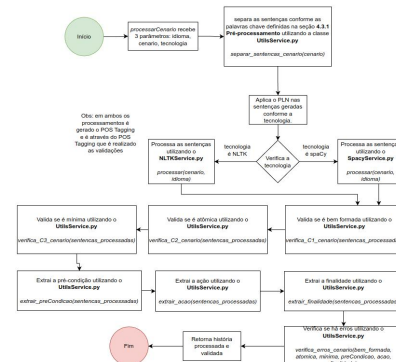 Início
processarCenario recebe
3 parâmetros: idioma,
cenario, tecnologia
separa as sentenças conforme as
palavras chave definidas na seção 4.3.1
Pré-processamento utilizando a classe
UtilsService.py
separar_sentencas_cenario(cenario)
Aplica o PLN nas
sentenças geradas
conforme a
tecnologia.
Obs: em ambos os
processamentos é
gerado o POS Tagging
e é através do POS
Tagging que é realizado
as validações
Processa as sentenças
utilizando o
NLTKService.py
processar(cenario,
idioma)
tecnologia
é NLTK
Verifica a
tecnologia
tecnologia
é spaCy
Processa as sentenças
utilizando o
SpacyService.py
processar(cenario,
idioma)
Valida se é mínima utilizando o
UtilsService.py
verifica_C3_cenario(sentencas_processadas)
Valida se é atômica utilizando o
UtilsService.py
verifica_C2_cenario(sentencas_processadas)
Valida se é bem formada utilizando o
UtilsService.py
verifica_C1_cenario(sentencas_processadas)
Extrai a pré-condição utilizando o
UtilsService.py
extrair_preCondicao(sentencas_processadas)
Extrai a ação utilizando o
UtilsService.py
extrair_acao(sentencas_processadas)
Extrai a finalidade utilizando o
UtilsService.py
extrair_finalidade(sentencas_processadas)
Fim
Retorna história
processada e
validada
Verifica se há erros utilizando o
UtilsService.py
verifica_erros_cenario(bem_formada,
atomica, minima, preCondicao, acao,